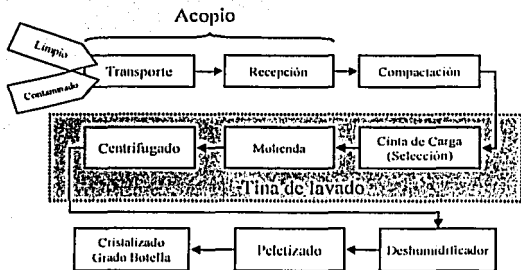 Acopio
Limpio
Contaminado
Transporte
Recepción
Compactación
Centrifugado
Molienda
Cinta de Carga
(Selección)
Tina de lavado
Cristalizado
Grado Botella
Peletizado
Deshumidificador